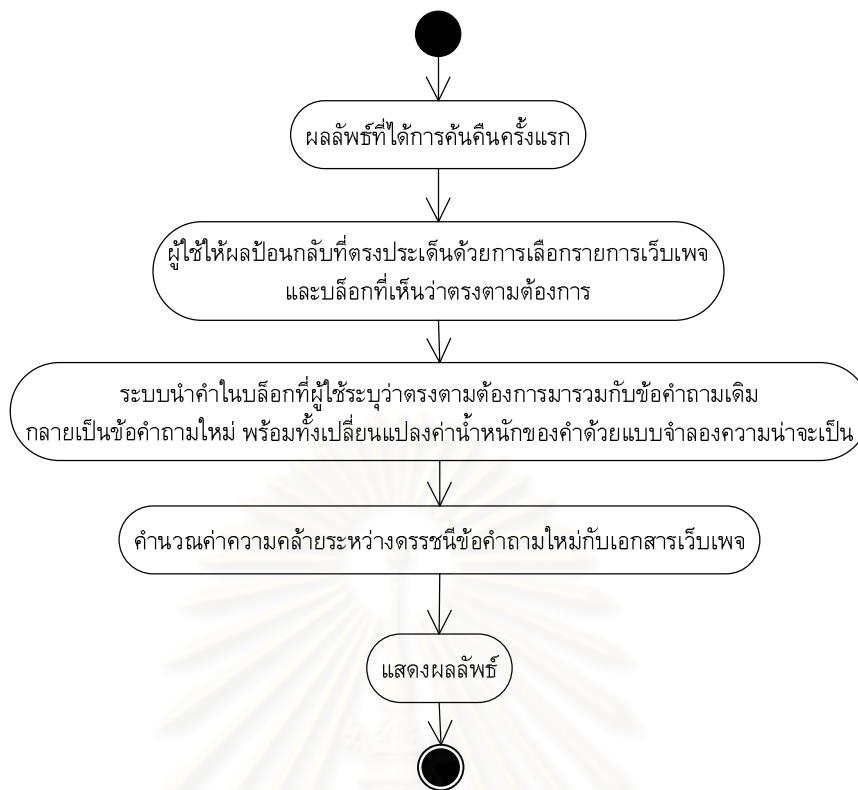 ผลลัพธ์ที่ได้การค้นคืนครั้งแรก
ผู้ใช้ให้ผลป้อนกลับที่ตรงประเด็นด้วยการเลือกรายการเว็บเพจ
และบล็อกที่เห็นว่าตรงตามต้องการ
ระบบนำคำในบล็อกที่ผู้ใช้ระบุว่าตรงตามต้องการมารวมกับข้อคำถามเดิม
กลายเป็นข้อคำถามใหม่ พร้อมทั้งเปลี่ยนแปลงค่าน้ำหนักของคำด้วยแบบจำลองความน่าจะเป็น
คำนวณค่าความคล้ายระหว่างดรรชนีข้อคำถามใหม่กับเอกสารเว็บเพจ
แสดงผลลัพธ์